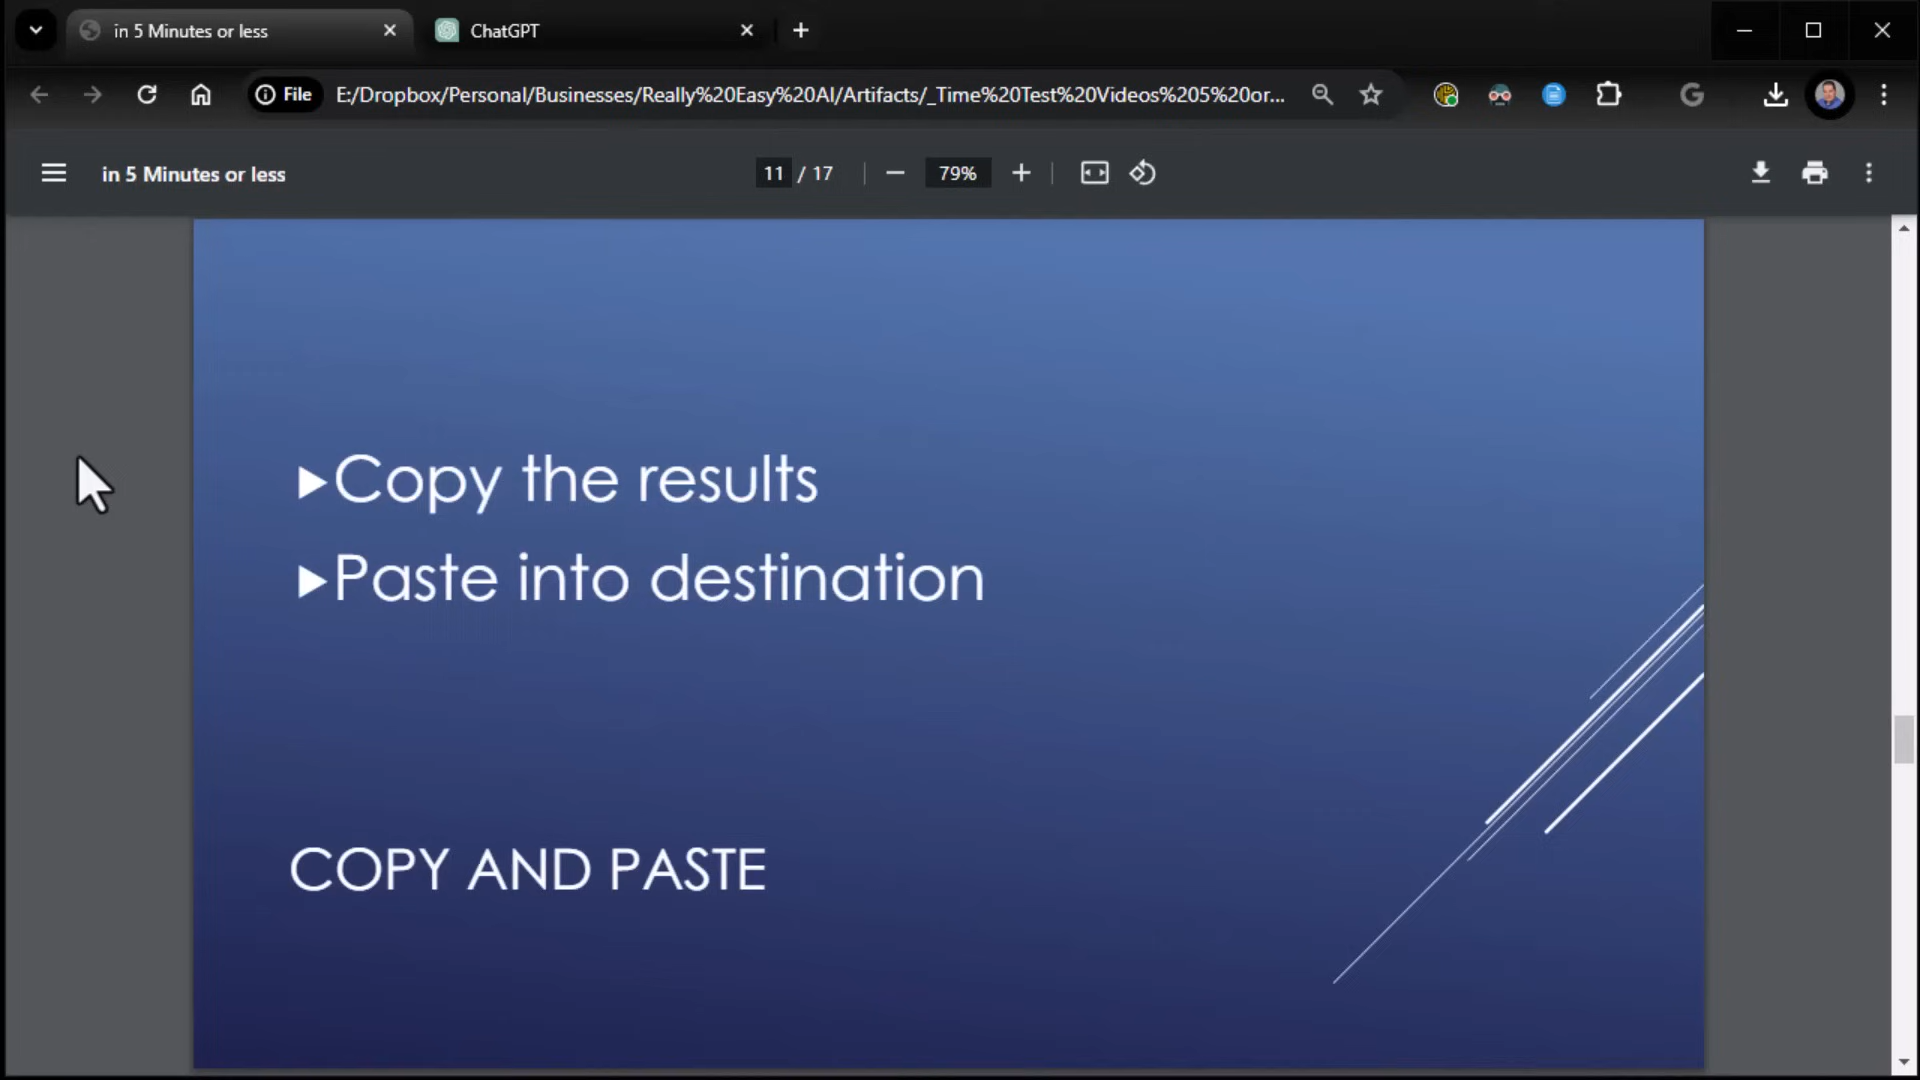 in 5 Minutes or less
ChatGPT
File
E:/Dropbox/Personal/Businesses/Really%20Easy%20AI/Artifacts/_Time%20Test%20Videos%205%20or...
in 5 Minutes or less
11 / 17
79%
Copy the results
Paste into destination
COPY AND PASTE